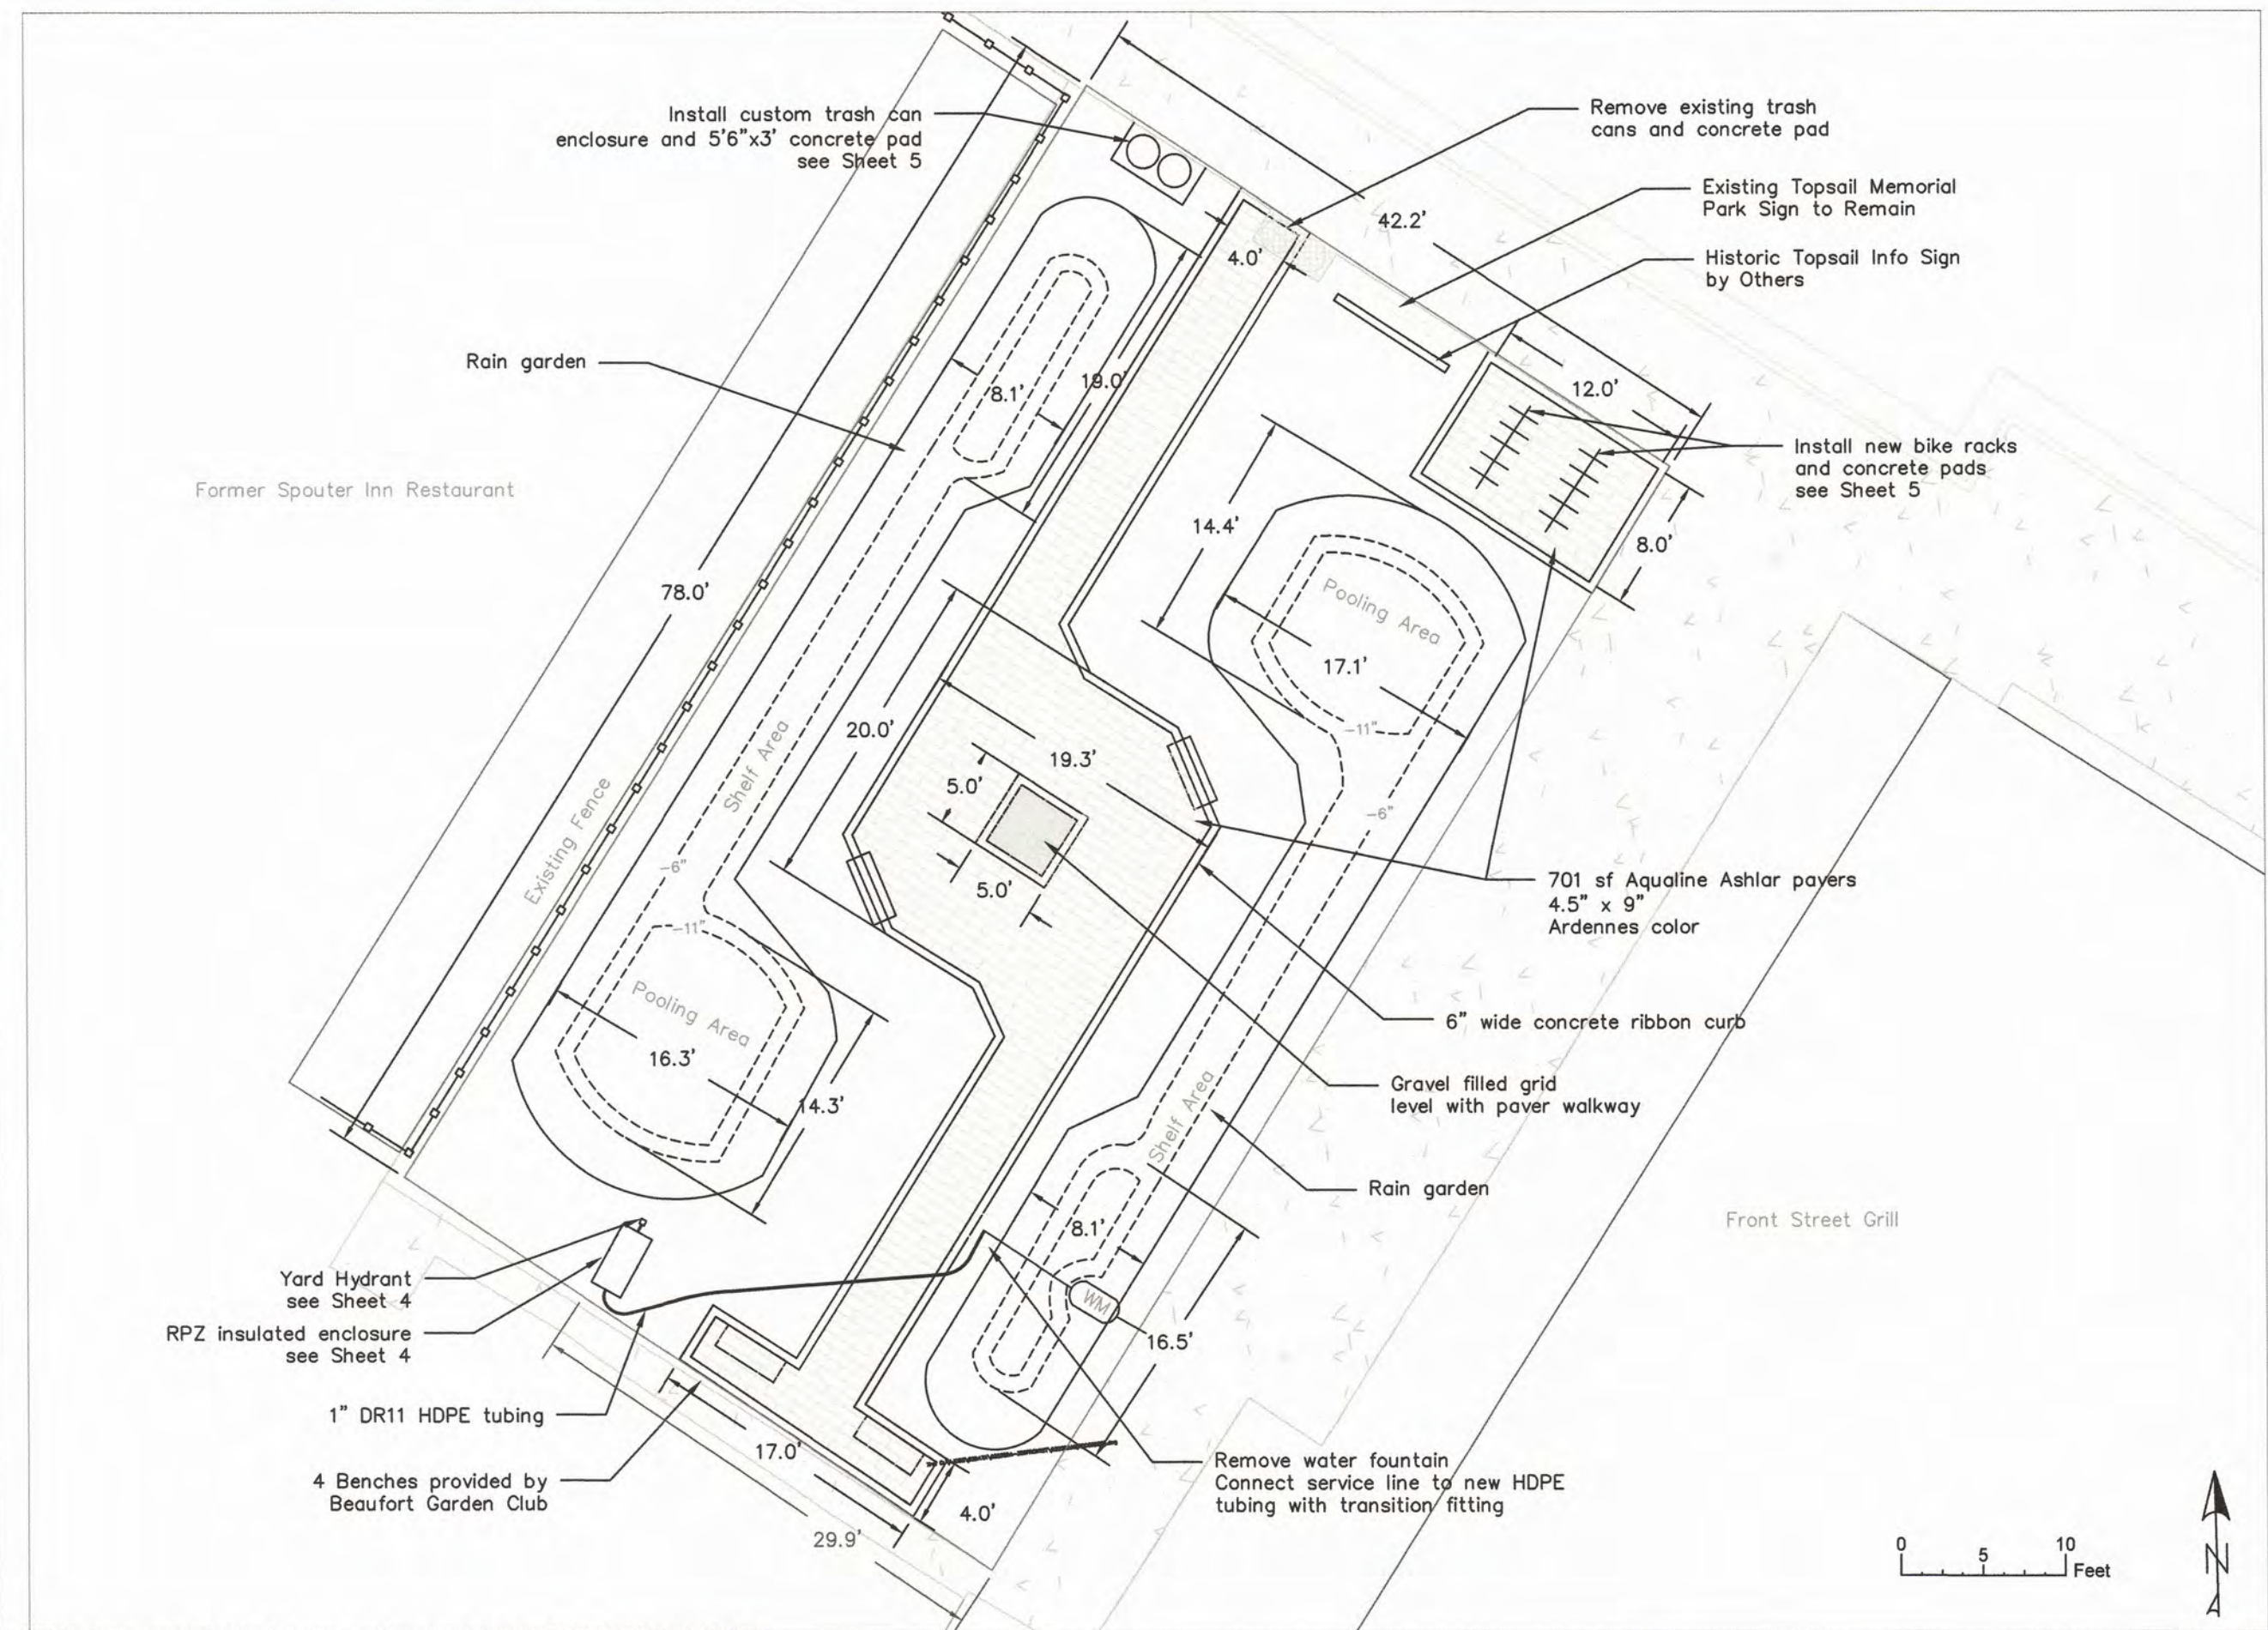 Install custom trash can
enclosure and 5'6"x3' concrete pad
see Sheet 5
Remove existing trash
cans and concrete pad
Existing Topsail Memorial
Park Sign to Remain
42.2'
4.0'
Historic Topsail Info Sign
by Others
Rain garden
8.1'
19.0'
12.0'
Install new bike racks
and concrete pads
see Sheet 5
Former Spouter Inn Restaurant
14.4'
8.0'
78.0'
Pooling Area
17.1'
-11"
20.0'
Shelf Area
19.3'
5.0'
-6"
Existing Fence
-6"
5.0'
701 sf Aqualine Ashlar pavers
4.5" x 9"
Ardennes color
-11"
Pooling Area
16.3'
6" wide concrete ribbon curb
14.3'
Gravel filled grid
level with paver walkway
Shelf Area
Rain garden
Front Street Grill
8.1'
Yard Hydrant
see Sheet 4
WM
RPZ insulated enclosure
see Sheet 4
16.5'
1" DR11 HDPE tubing
17.0'
4 Benches provided by
Beaufort Garden Club
Remove water fountain
Connect service line to new HDPE
tubing with transition fitting
4.0'
29.9'
0 5 10
Feet
N